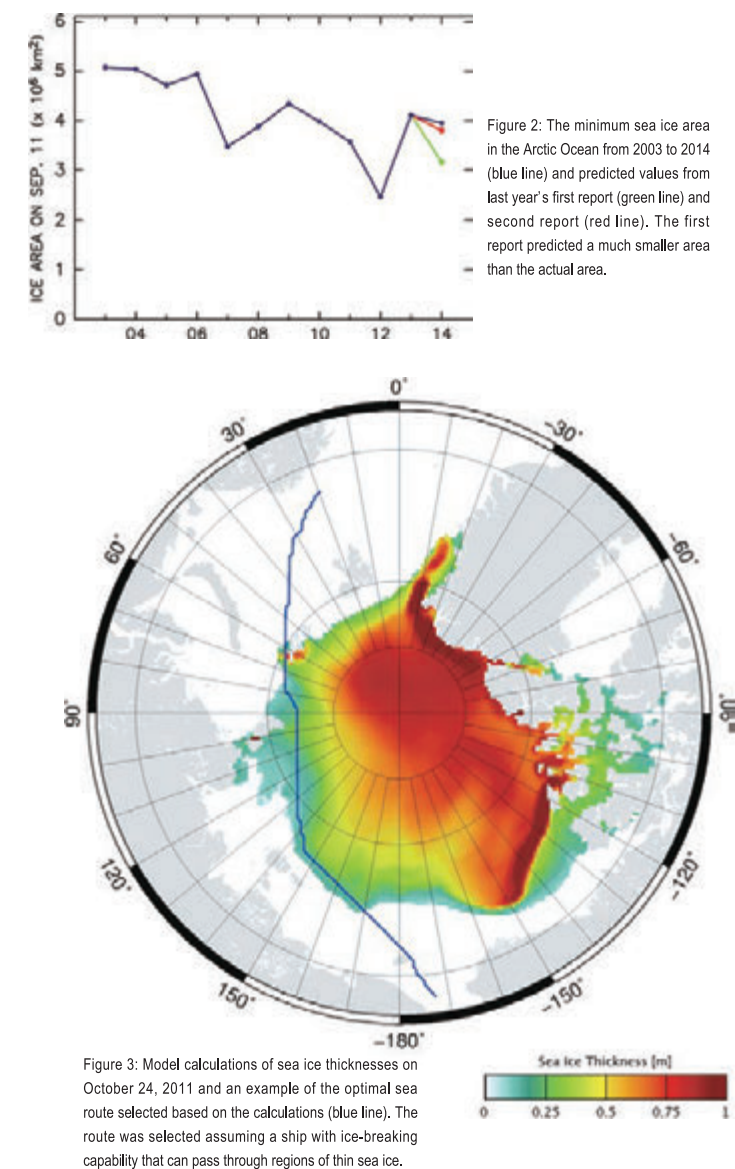 6
5
4
3
2
1
0
ICE AREA ON SEP. 11 (x 10⁶ km²)
04 06 08 10 12 14
Figure 2: The minimum sea ice area
in the Arctic Ocean from 2003 to 2014
(blue line) and predicted values from
last year's first report (green line) and
second report (red line). The first
report predicted a much smaller area
than the actual area.
0°
30°
-30°
60°
-60°
90°
120°
-120°
150°
-150°
-180°
Figure 3: Model calculations of sea ice thicknesses on
October 24, 2011 and an example of the optimal sea
route selected based on the calculations (blue line). The
route was selected assuming a ship with ice-breaking
capability that can pass through regions of thin sea ice.
Sea Ice Thickness [m]
0 0.25 0.5 0.75 1